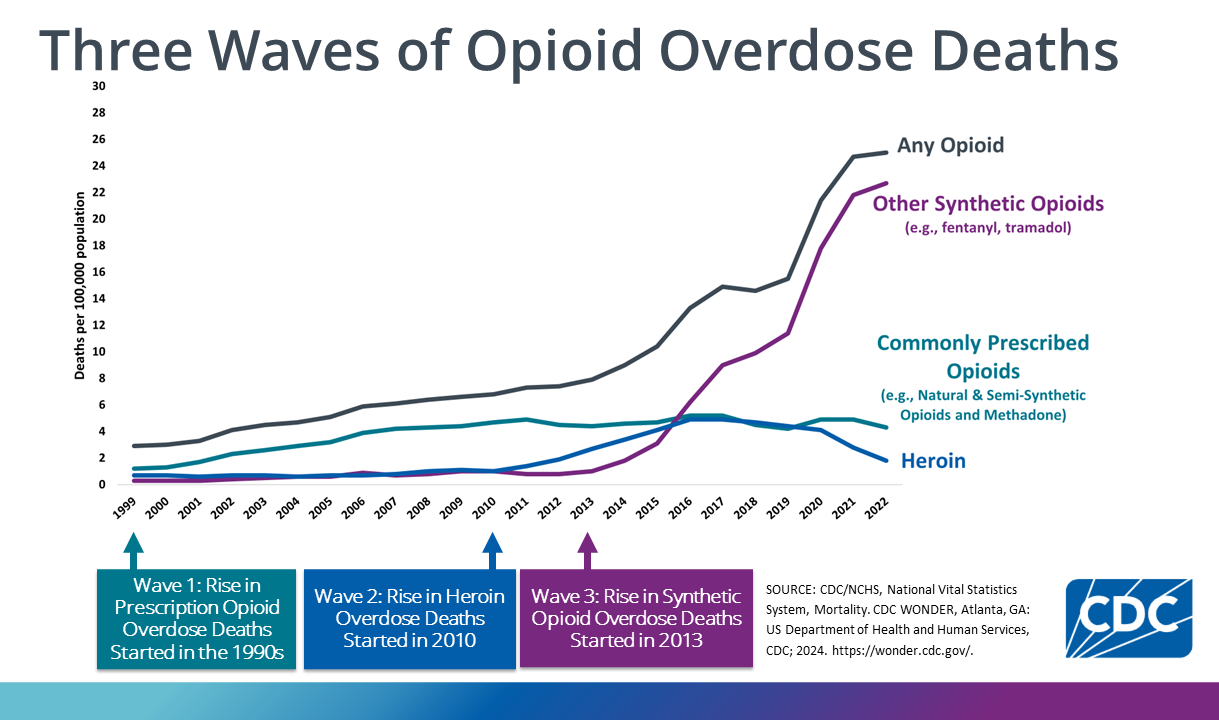 Three Waves of Opioid Overdose Deaths
30
28
26
24
22
20
18
16
14
12
10
8
6
4
2
0
Deaths per 100,000 population
1999
2000
2001
2002
2003
2004
2005
2006
2007
2008
2009
2010
2011
2012
2013
2014
2015
2016
2017
2018
2019
2020
2021
2022
Any Opioid
Other Synthetic Opioids
(e.g., fentanyl, tramadol)
Commonly Prescribed
Opioids
(e.g., Natural & Semi-Synthetic
Opioids and Methadone)
Heroin
Wave 1: Rise in
Prescription Opioid
Overdose Deaths
Started in the 1990s
Wave 2: Rise in Heroin
Overdose Deaths
Started in 2010
Wave 3: Rise in Synthetic
Opioid Overdose Deaths
Started in 2013
SOURCE: CDC/NCHS, National Vital Statistics
System, Mortality. CDC WONDER, Atlanta, GA:
US Department of Health and Human Services,
CDC; 2024. https://wonder.cdc.gov/.
CDC